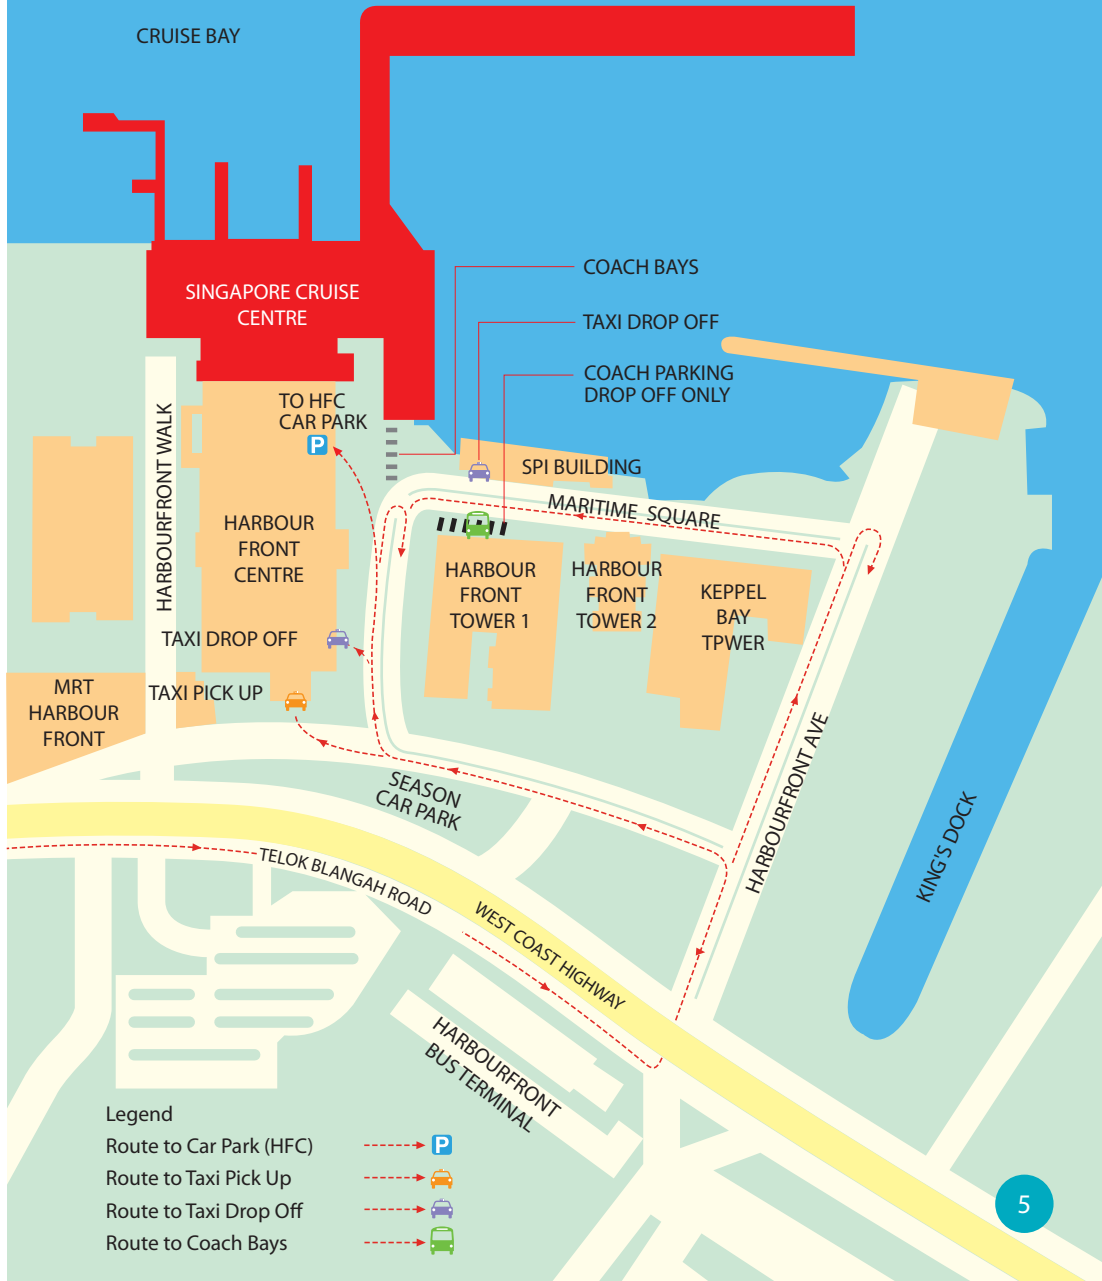 CRUISE BAY
SINGAPORE CRUISE
CENTRE
COACH BAYS
TAXI DROP OFF
COACH PARKING
DROP OFF ONLY
TO HFC
CAR PARK
P
HARBOURFRONT WALK
SPI BUILDING
MARITIME SQUARE
HARBOUR
FRONT
CENTRE
HARBOUR
FRONT
TOWER 1
HARBOUR
FRONT
TOWER 2
KEPPEL
BAY
TPWER
TAXI DROP OFF
TAXI PICK UP
MRT
HARBOUR
FRONT
SEASON
CAR PARK
HARBOURFRONT AVE
KING'S DOCK
TELOK BLANGAH ROAD
WEST COAST HIGHWAY
HARBOURFRONT
BUS TERMINAL
Legend
Route to Car Park (HFC) P
Route to Taxi Pick Up
Route to Taxi Drop Off
Route to Coach Bays
5